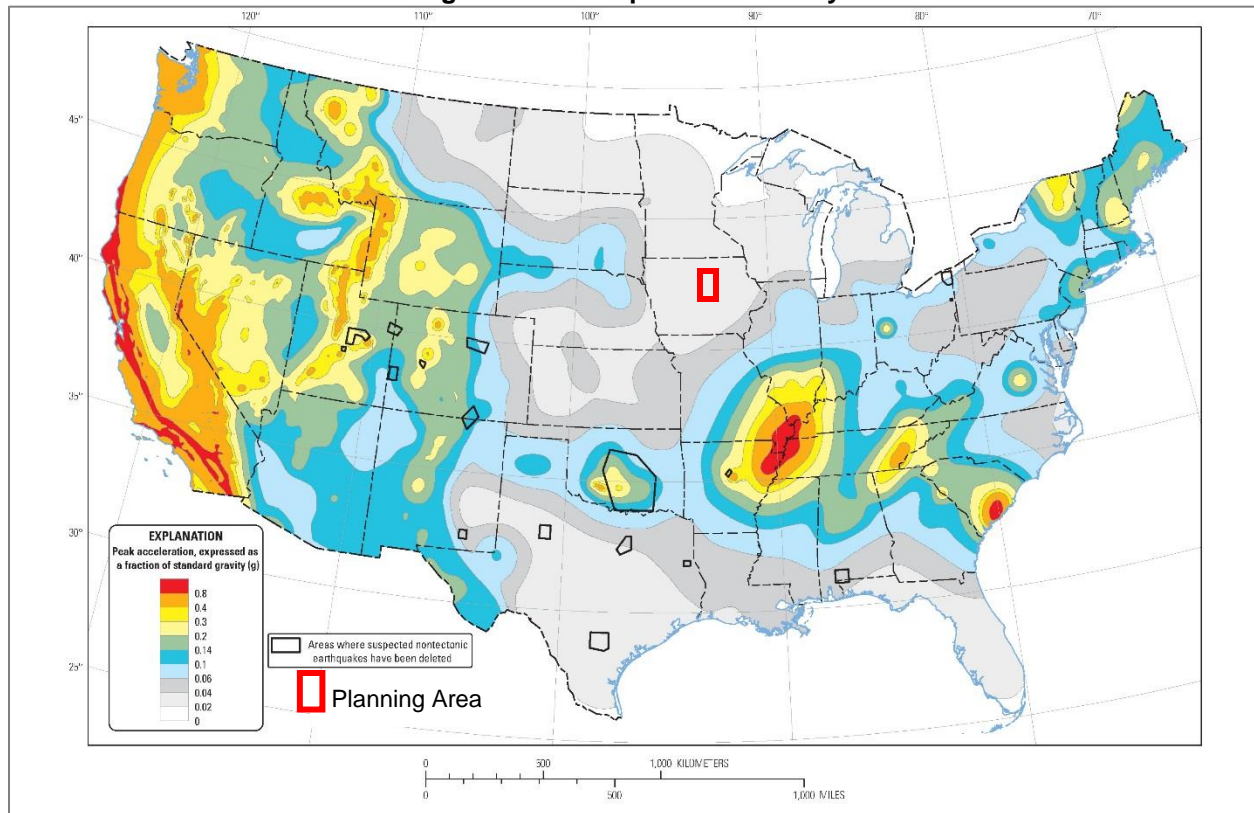 120°
110°
100°
90°
80°
70°
45°
40°
35°
30°
25°
EXPLANATION
Peak acceleration, expressed as
a fraction of standard gravity (g)
0.8
0.4
0.3
0.2
0.14
0.1
0.06
0.04
0.02
0
Areas where suspected nontectonic
earthquakes have been deleted
Planning Area
0 500 1,000 KILOMETERS
0 500 1,000 MILES